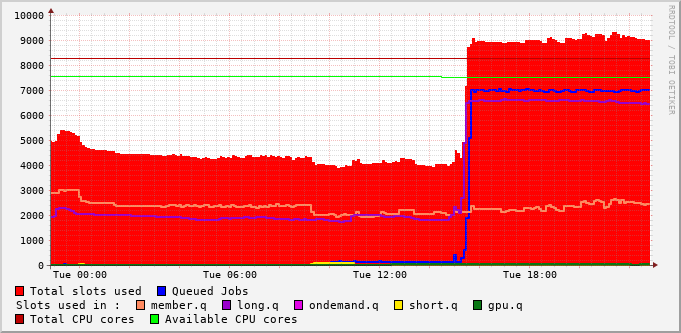 10000
9000
8000
7000
6000
5000
4000
3000
2000
1000
0
Tue 00:00 Tue 06:00 Tue 12:00 Tue 18:00
Total slots used Queued Jobs
Slots used in : member.q long.q ondemand.q short.q gpu.q
Total CPU cores Available CPU cores
RRDTOOL / TOBI OETIKER